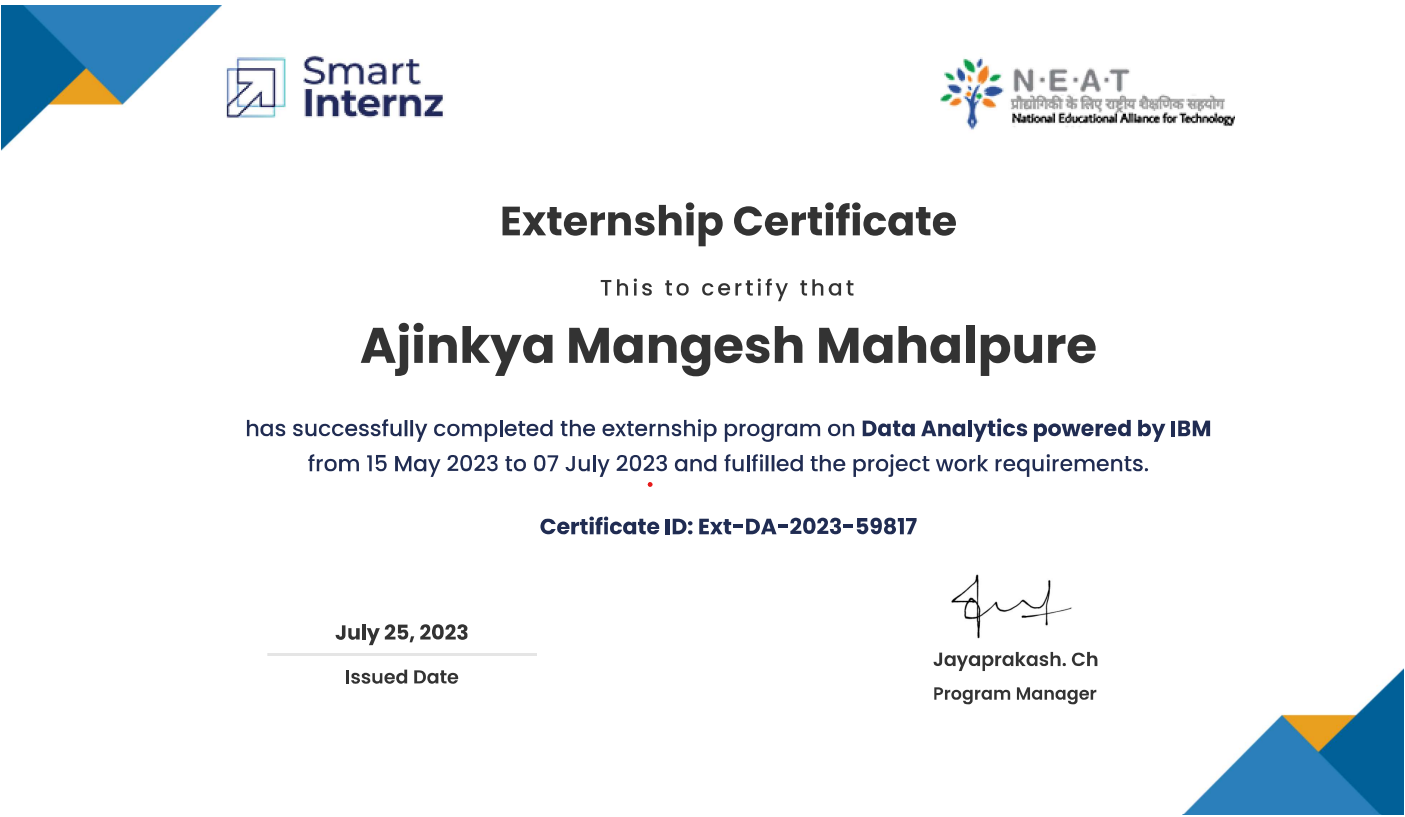 Smart
Internz
N·E·A·T
प्रौद्योगिकी के लिए राष्ट्रीय शैक्षणिक सहयोग
National Educational Alliance for Technology
Externship Certificate
This to certify that
Ajinkya Mangesh Mahalpure
has successfully completed the externship program on Data Analytics powered by IBM
from 15 May 2023 to 07 July 2023 and fulfilled the project work requirements.
Certificate ID: Ext-DA-2023-59817
July 25, 2023
Issued Date
Jayaprakash. Ch
Program Manager